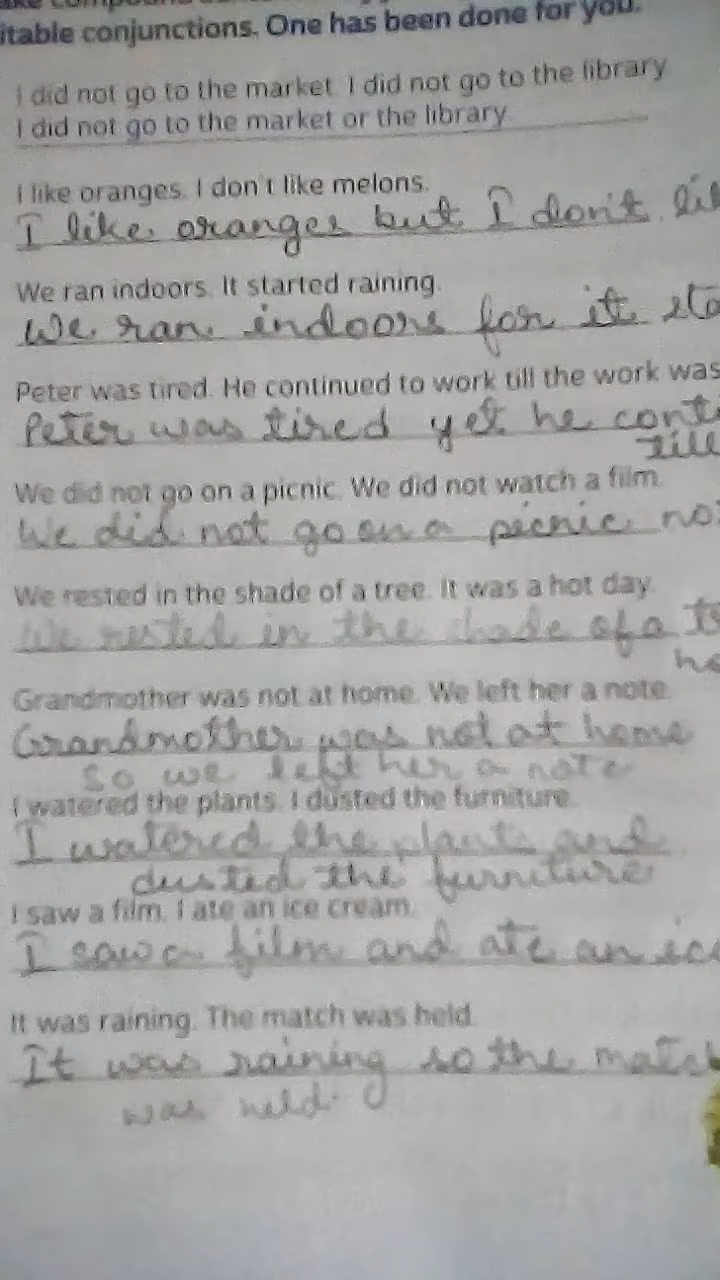 itable conjunctions. One has been done for you.
I did not go to the market. I did not go to the library
I did not go to the market or the library
I like oranges. I don't like melons.
I like oranges but I don't
We ran indoors. It started raining.
We ran indoors for it
Peter was tired. He continued to work till the work was
Peter was tired yet he
till
We did not go on a picnic. We did not watch a film.
We did not go on a picnic
We rested in the shade of a tree. It was a hot day
We rested in the shade of a
Grandmother was not at home. We left her a note.
Grandmother was not at home
so we left her a note
I watered the plants. I dusted the furniture.
I watered the plants and
dusted the furniture
I saw a film. I ate an ice cream.
I saw a film and ate an
It was raining. The match was held.
It was raining so the match
was held.